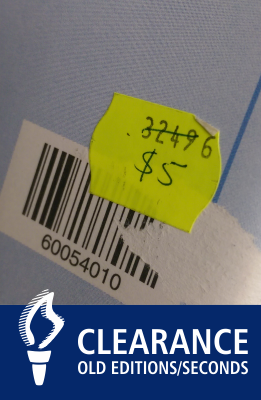 32496
$5
60054010
CLEARANCE
OLD EDITIONS/SECONDS